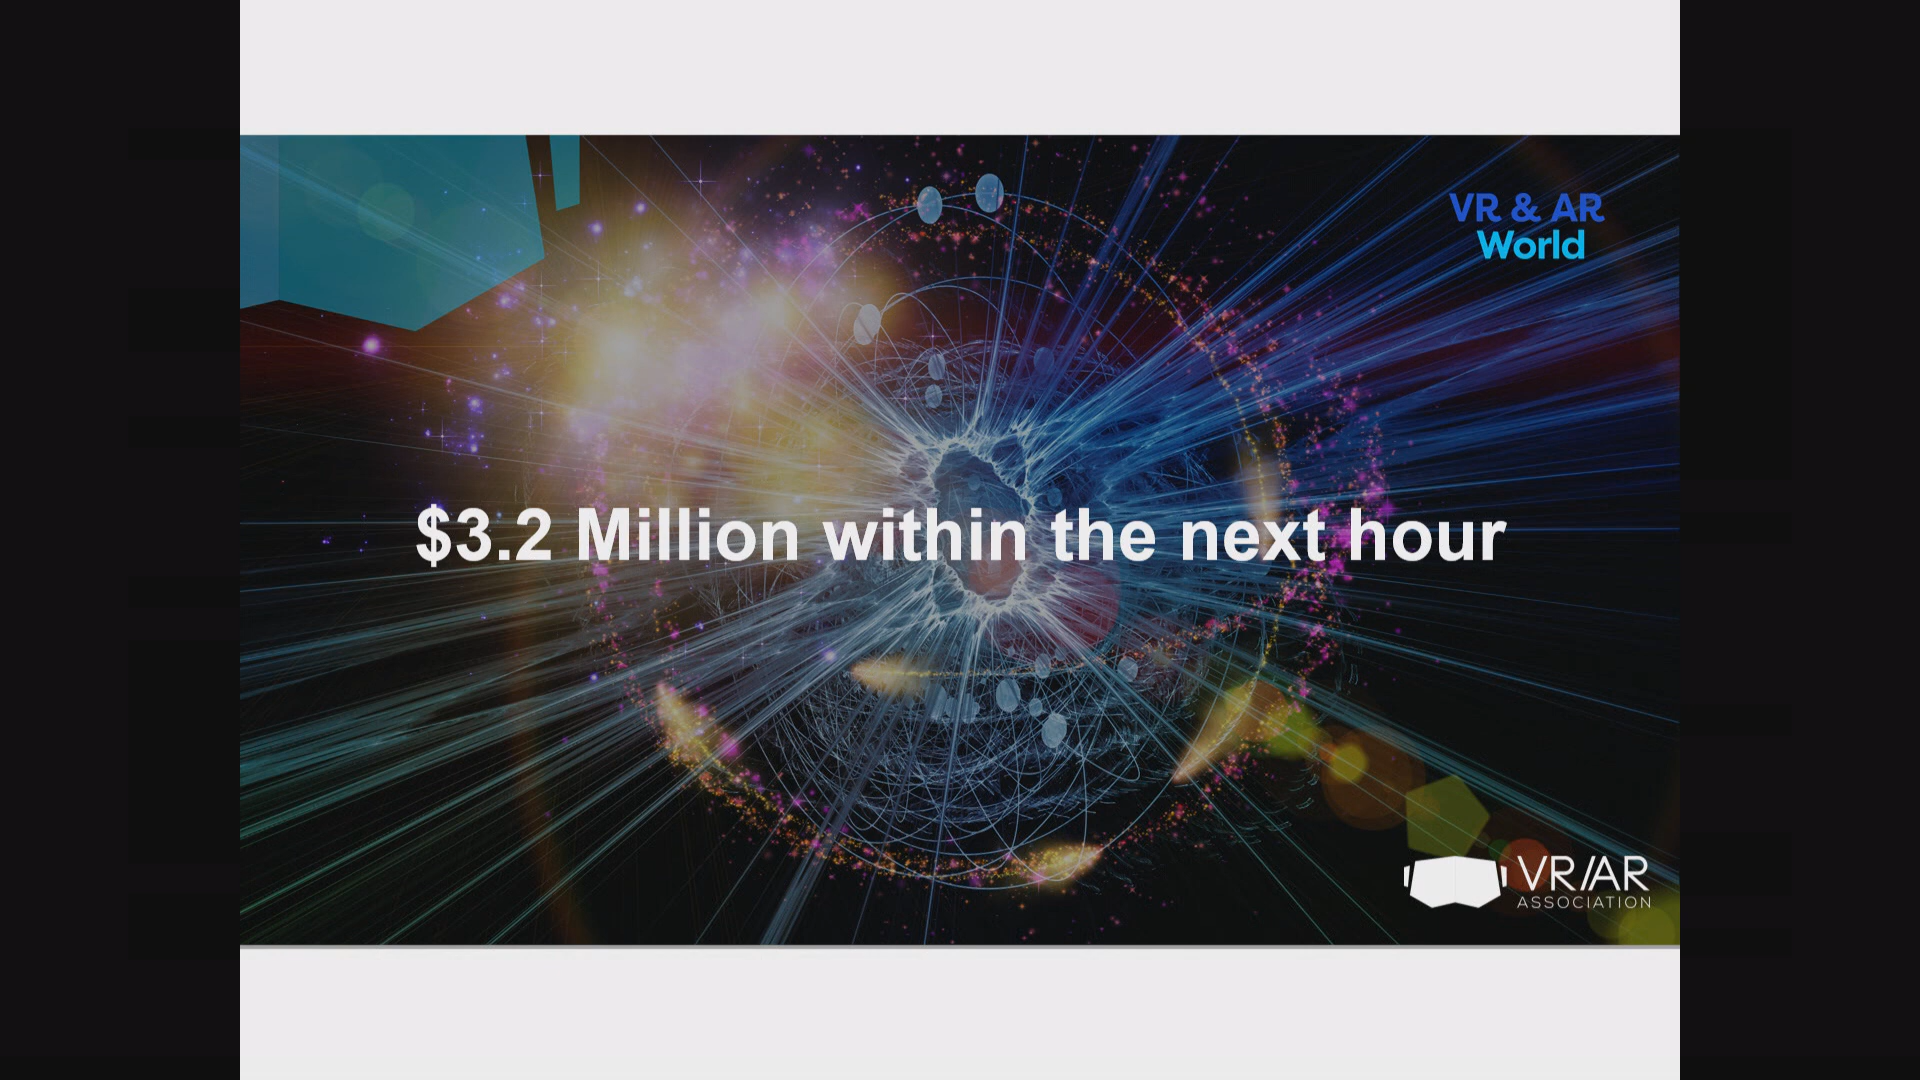 VR & AR
World
$3.2 Million within the next hour
VR/AR
ASSOCIATION